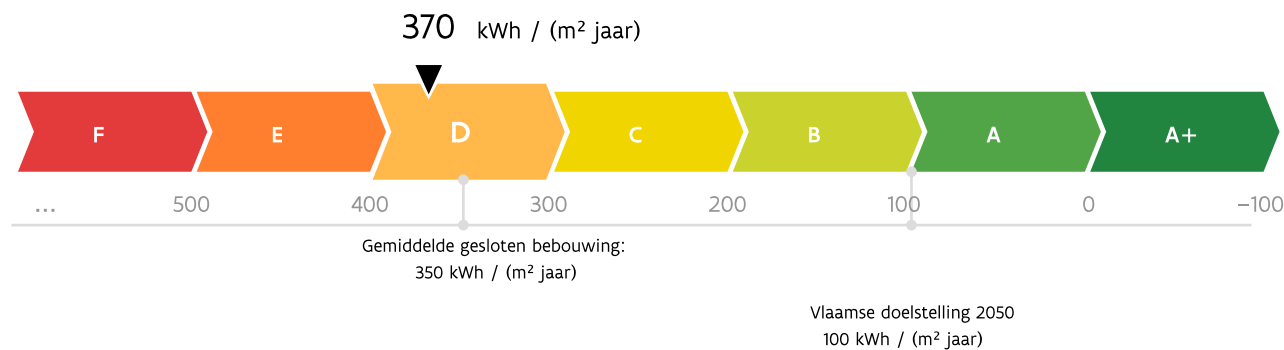 370 kWh / (m² jaar)
F E D C B A A+
... 500 400 300 200 100 0 −100
Gemiddelde gesloten bebouwing:
350 kWh / (m² jaar)
Vlaamse doelstelling 2050
100 kWh / (m² jaar)